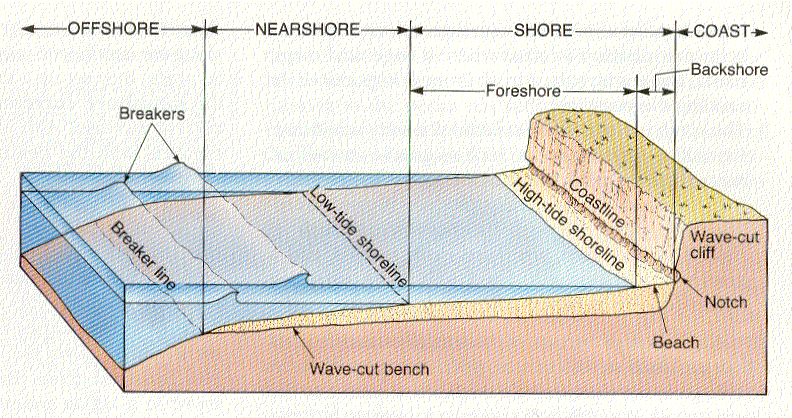 OFFSHORE
NEARSHORE
SHORE
COAST
Backshore
Foreshore
Breakers
Coastline
Low-tide shoreline
High-tide shoreline
Breaker line
Wave-cut
cliff
Notch
Beach
Wave-cut bench